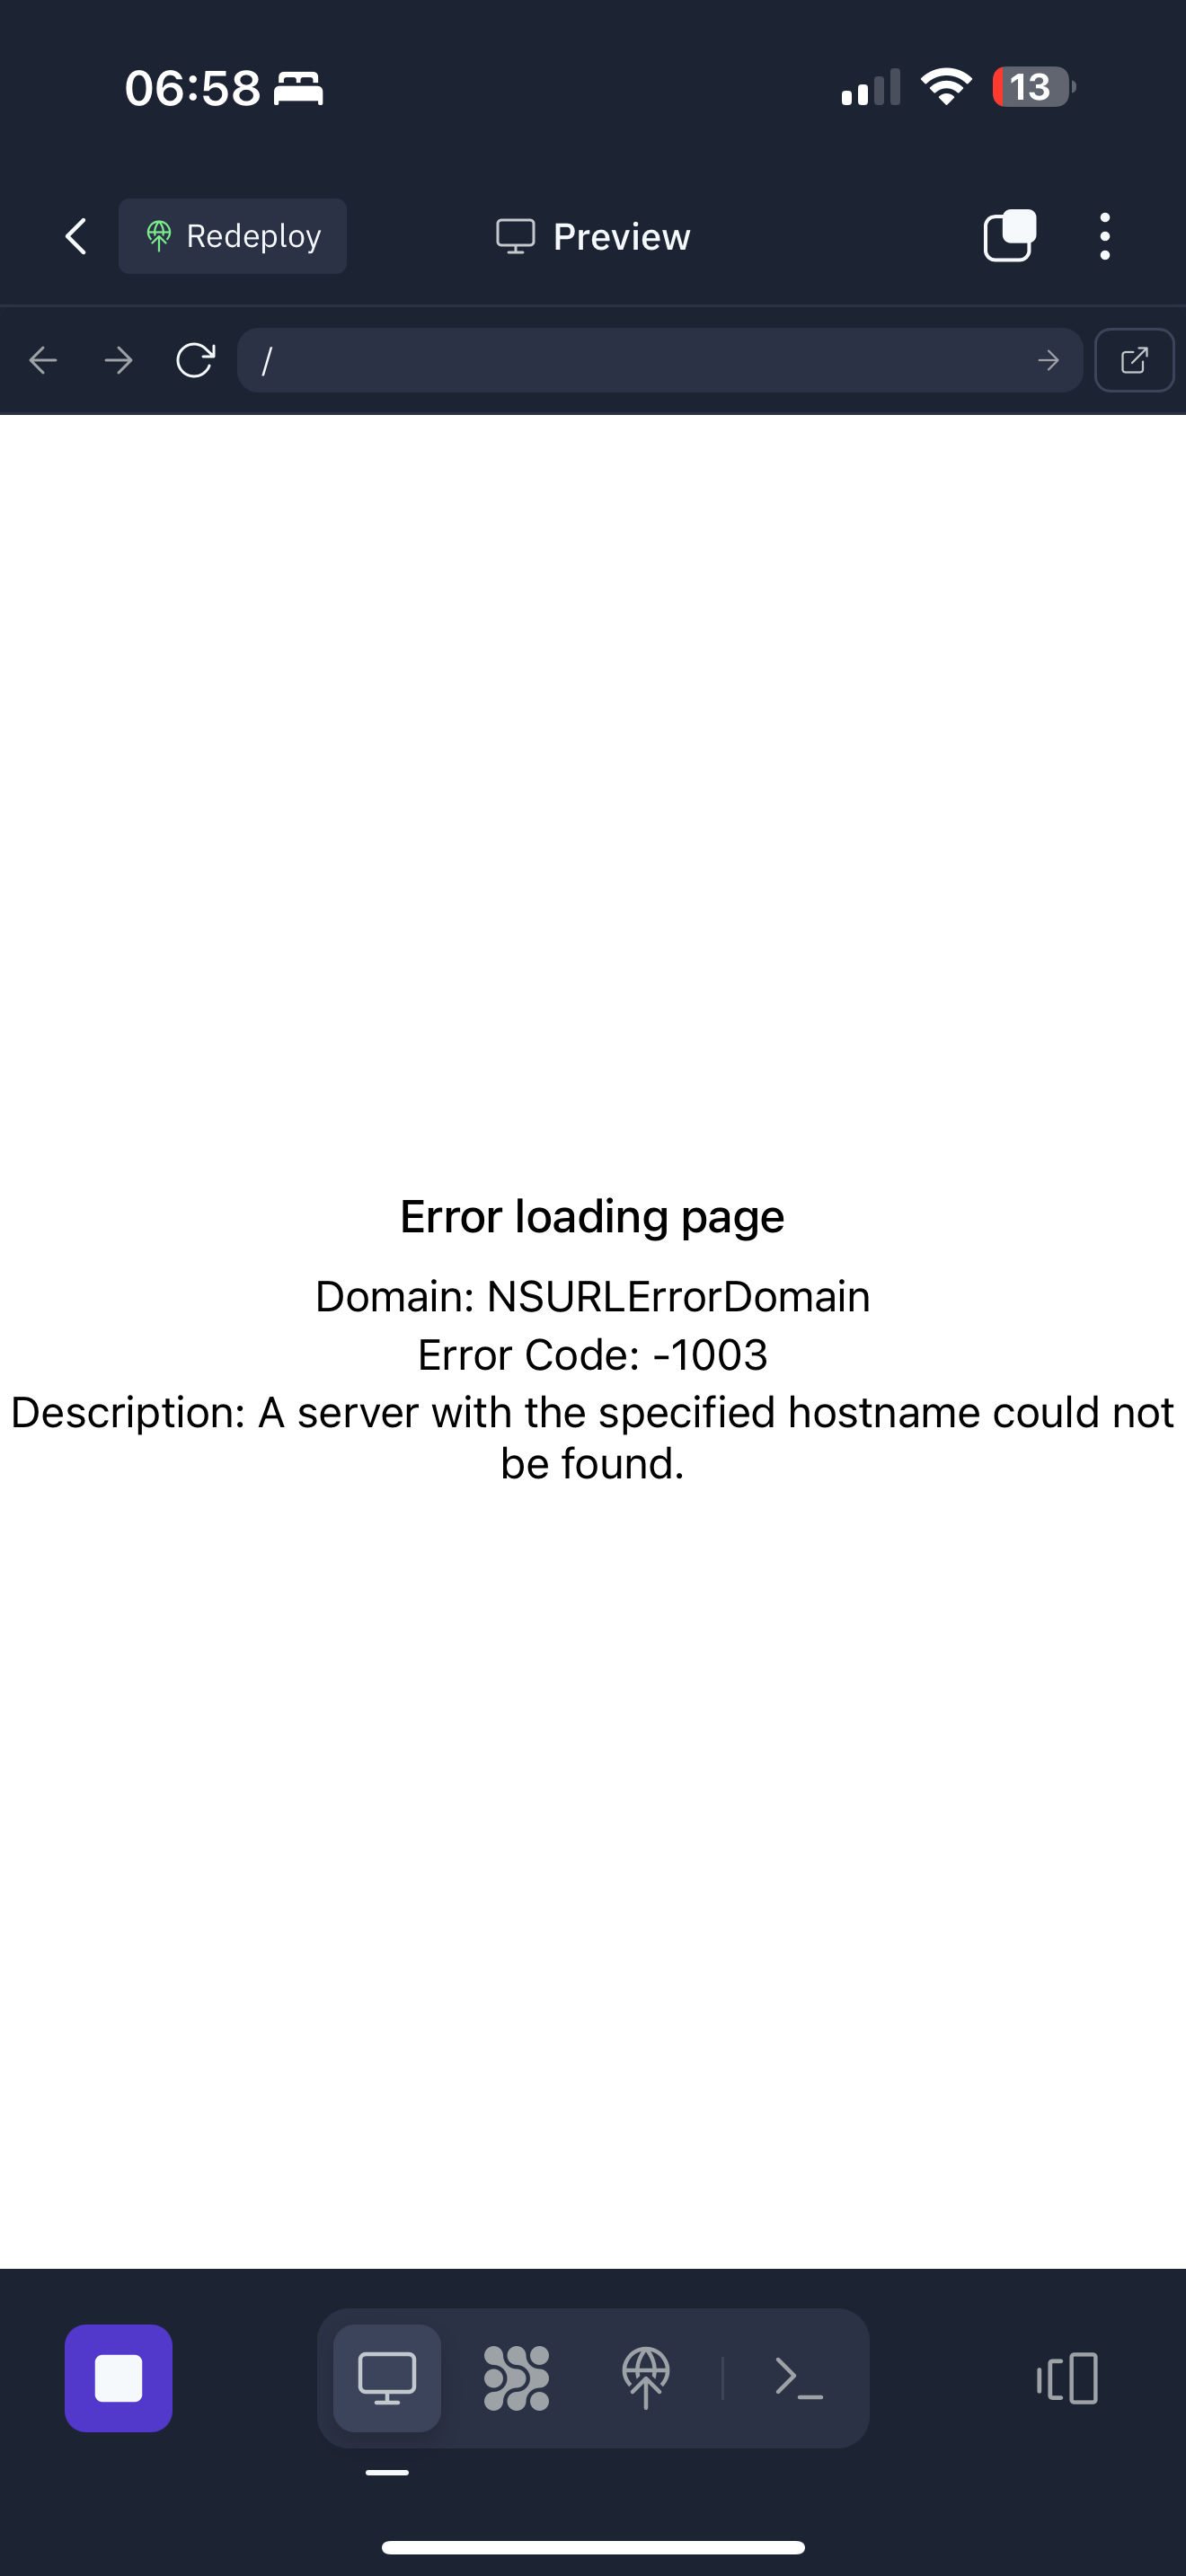 06:58
13
Redeploy
Preview
/
Error loading page
Domain: NSURLErrorDomain
Error Code: -1003
Description: A server with the specified hostname could not
be found.